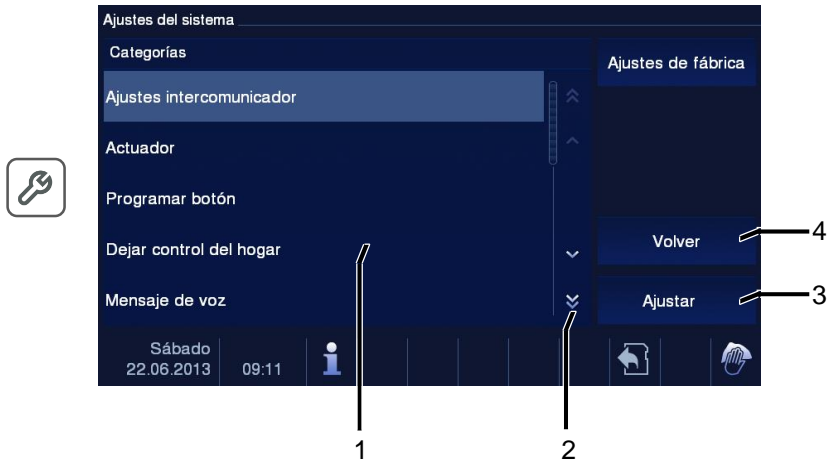 Ajustes del sistema
Categorías
Ajustes de fábrica
Ajustes intercomunicador
Actuador
Programar botón
Dejar control del hogar
Volver
4
Mensaje de voz
Ajustar
3
Sábado
22.06.2013
09:11
1
2